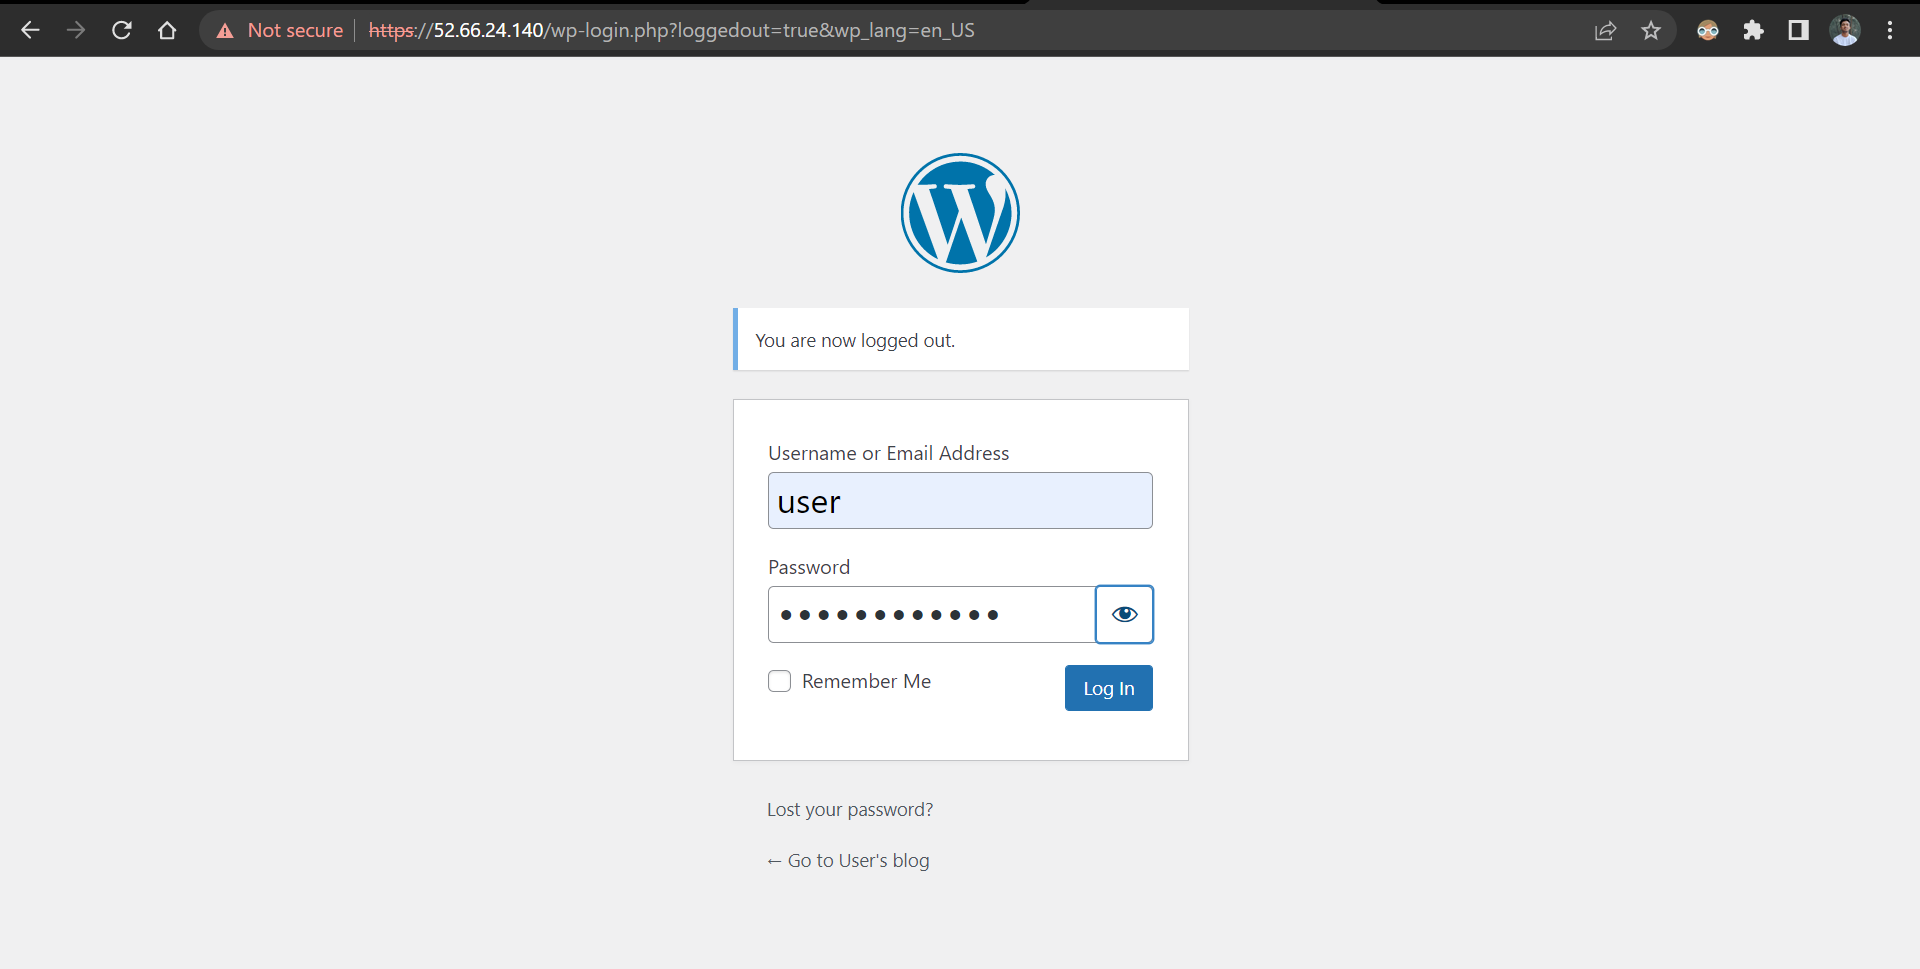 Not secure
https://52.66.24.140/wp-login.php?loggedout=true&wp_lang=en_US
You are now logged out.
Username or Email Address
user
Password
Remember Me
Log In
Lost your password?
← Go to User's blog